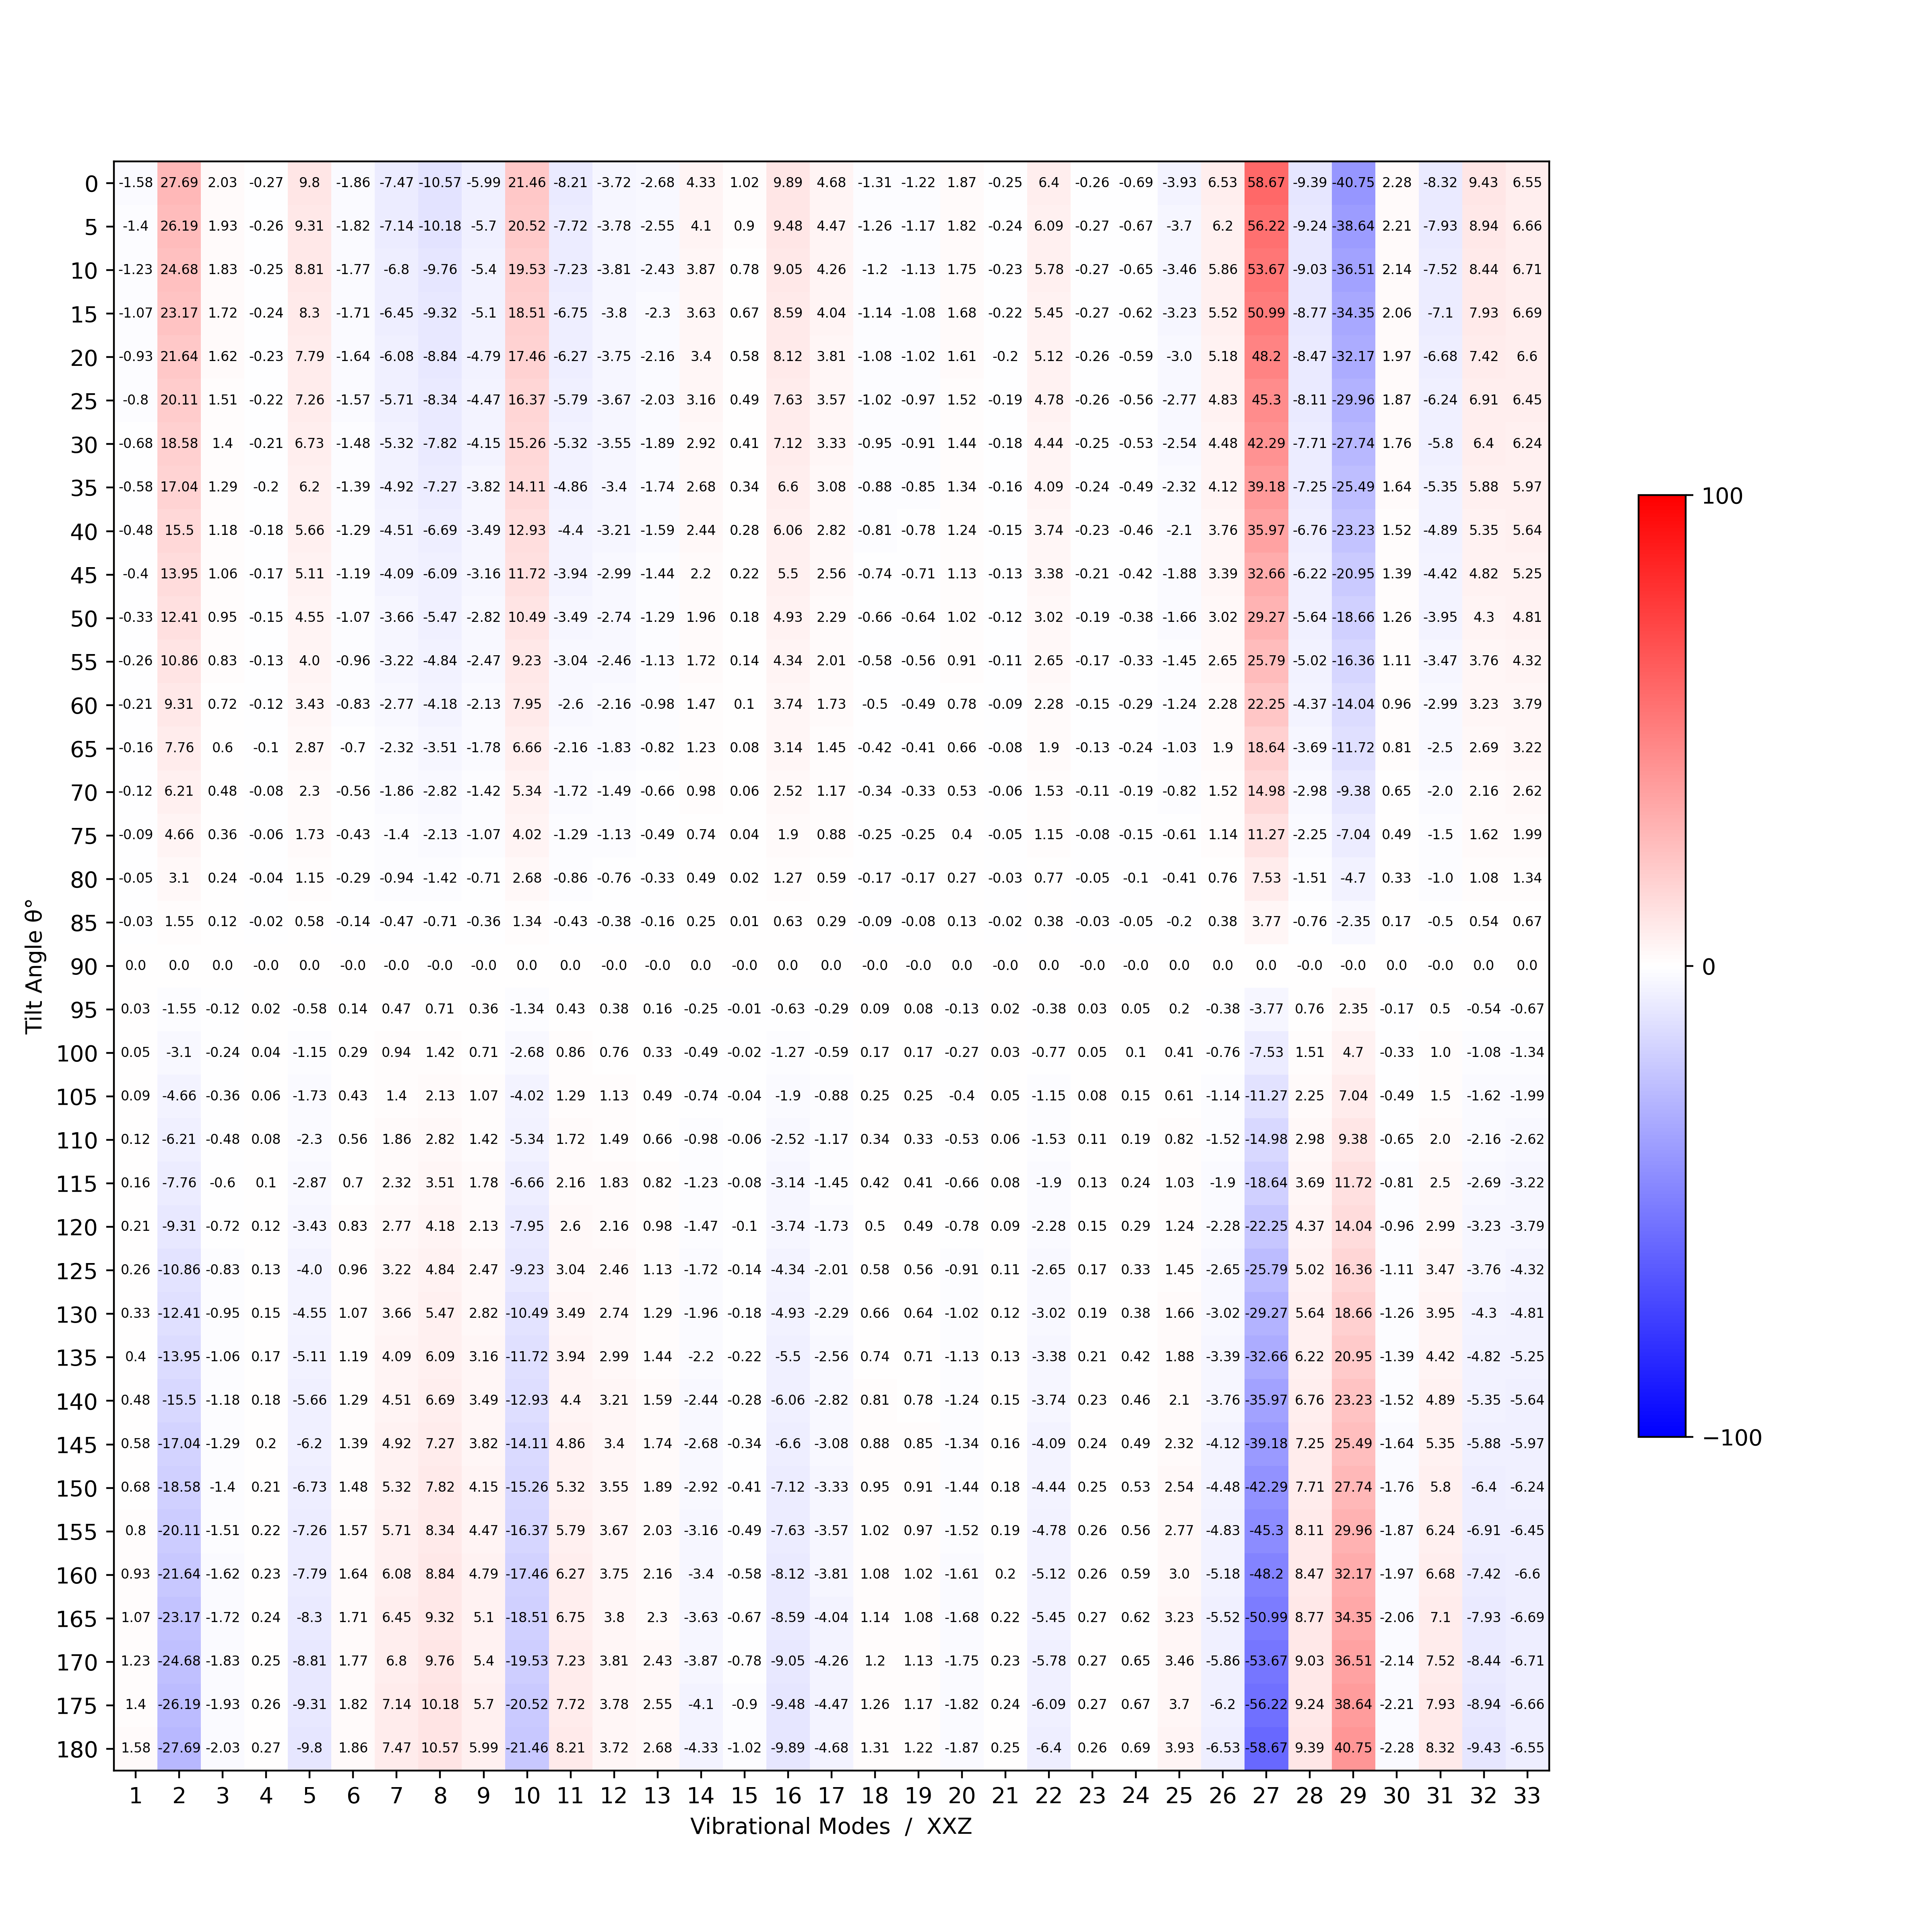 0 -1.58 27.69 2.03 -0.27 9.8 -1.86 -7.47 -10.57 -5.99 21.46 -8.21 -3.72 -2.68 4.33 1.02 9.89 4.68 -1.31 -1.22 1.87 -0.25 6.4 -0.26 -0.69 -3.93 6.53 58.67 -9.39 -40.75 2.28 -8.32 9.43 6.55
5 -1.4 26.19 1.93 -0.26 9.31 -1.82 -7.14 -10.18 -5.7 20.52 -7.72 -3.78 -2.55 4.1 0.9 9.48 4.47 -1.26 -1.17 1.82 -0.24 6.09 -0.27 -0.67 -3.7 6.2 56.22 -9.24 -38.64 2.21 -7.93 8.94 6.66
10 -1.23 24.68 1.83 -0.25 8.81 -1.77 -6.8 -9.76 -5.4 19.53 -7.23 -3.81 -2.43 3.87 0.78 9.05 4.26 -1.2 -1.13 1.75 -0.23 5.78 -0.27 -0.65 -3.46 5.86 53.67 -9.03 -36.51 2.14 -7.52 8.44 6.71
15 -1.07 23.17 1.72 -0.24 8.3 -1.71 -6.45 -9.32 -5.1 18.51 -6.75 -3.8 -2.3 3.63 0.67 8.59 4.04 -1.14 -1.08 1.68 -0.22 5.45 -0.27 -0.62 -3.23 5.52 50.99 -8.77 -34.35 2.06 -7.1 7.93 6.69
20 -0.93 21.64 1.62 -0.23 7.79 -1.64 -6.08 -8.84 -4.79 17.46 -6.27 -3.75 -2.16 3.4 0.58 8.12 3.81 -1.08 -1.02 1.61 -0.2 5.12 -0.26 -0.59 -3.0 5.18 48.2 -8.47 -32.17 1.97 -6.68 7.42 6.6
25 -0.8 20.11 1.51 -0.22 7.26 -1.57 -5.71 -8.34 -4.47 16.37 -5.79 -3.67 -2.03 3.16 0.49 7.63 3.57 -1.02 -0.97 1.52 -0.19 4.78 -0.26 -0.56 -2.77 4.83 45.3 -8.11 -29.96 1.87 -6.24 6.91 6.45
30 -0.68 18.58 1.4 -0.21 6.73 -1.48 -5.32 -7.82 -4.15 15.26 -5.32 -3.55 -1.89 2.92 0.41 7.12 3.33 -0.95 -0.91 1.44 -0.18 4.44 -0.25 -0.53 -2.54 4.48 42.29 -7.71 -27.74 1.76 -5.8 6.4 6.24
35 -0.58 17.04 1.29 -0.2 6.2 -1.39 -4.92 -7.27 -3.82 14.11 -4.86 -3.4 -1.74 2.68 0.34 6.6 3.08 -0.88 -0.85 1.34 -0.16 4.09 -0.24 -0.49 -2.32 4.12 39.18 -7.25 -25.49 1.64 -5.35 5.88 5.97
40 -0.48 15.5 1.18 -0.18 5.66 -1.29 -4.51 -6.69 -3.49 12.93 -4.4 -3.21 -1.59 2.44 0.28 6.06 2.82 -0.81 -0.78 1.24 -0.15 3.74 -0.23 -0.46 -2.1 3.76 35.97 -6.76 -23.23 1.52 -4.89 5.35 5.64
45 -0.4 13.95 1.06 -0.17 5.11 -1.19 -4.09 -6.09 -3.16 11.72 -3.94 -2.99 -1.44 2.2 0.22 5.5 2.56 -0.74 -0.71 1.13 -0.13 3.38 -0.21 -0.42 -1.88 3.39 32.66 -6.22 -20.95 1.39 -4.42 4.82 5.25
50 -0.33 12.41 0.95 -0.15 4.55 -1.07 -3.66 -5.47 -2.82 10.49 -3.49 -2.74 -1.29 1.96 0.18 4.93 2.29 -0.66 -0.64 1.02 -0.12 3.02 -0.19 -0.38 -1.66 3.02 29.27 -5.64 -18.66 1.26 -3.95 4.3 4.81
55 -0.26 10.86 0.83 -0.13 4.0 -0.96 -3.22 -4.84 -2.47 9.23 -3.04 -2.46 -1.13 1.72 0.14 4.34 2.01 -0.58 -0.56 0.91 -0.11 2.65 -0.17 -0.33 -1.45 2.65 25.79 -5.02 -16.36 1.11 -3.47 3.76 4.32
60 -0.21 9.31 0.72 -0.12 3.43 -0.83 -2.77 -4.18 -2.13 7.95 -2.6 -2.16 -0.98 1.47 0.1 3.74 1.73 -0.5 -0.49 0.78 -0.09 2.28 -0.15 -0.29 -1.24 2.28 22.25 -4.37 -14.04 0.96 -2.99 3.23 3.79
65 -0.16 7.76 0.6 -0.1 2.87 -0.7 -2.32 -3.51 -1.78 6.66 -2.16 -1.83 -0.82 1.23 0.08 3.14 1.45 -0.42 -0.41 0.66 -0.08 1.9 -0.13 -0.24 -1.03 1.9 18.64 -3.69 -11.72 0.81 -2.5 2.69 3.22
70 -0.12 6.21 0.48 -0.08 2.3 -0.56 -1.86 -2.82 -1.42 5.34 -1.72 -1.49 -0.66 0.98 0.06 2.52 1.17 -0.34 -0.33 0.53 -0.06 1.53 -0.11 -0.19 -0.82 1.52 14.98 -2.98 -9.38 0.65 -2.0 2.16 2.62
75 -0.09 4.66 0.36 -0.06 1.73 -0.43 -1.4 -2.13 -1.07 4.02 -1.29 -1.13 -0.49 0.74 0.04 1.9 0.88 -0.25 -0.25 0.4 -0.05 1.15 -0.08 -0.15 -0.61 1.14 11.27 -2.25 -7.04 0.49 -1.5 1.62 1.99
80 -0.05 3.1 0.24 -0.04 1.15 -0.29 -0.94 -1.42 -0.71 2.68 -0.86 -0.76 -0.33 0.49 0.02 1.27 0.59 -0.17 -0.17 0.27 -0.03 0.77 -0.05 -0.1 -0.41 0.76 7.53 -1.51 -4.7 0.33 -1.0 1.08 1.34
85 -0.03 1.55 0.12 -0.02 0.58 -0.14 -0.47 -0.71 -0.36 1.34 -0.43 -0.38 -0.16 0.25 0.01 0.63 0.29 -0.09 -0.08 0.13 -0.02 0.38 -0.03 -0.05 -0.2 0.38 3.77 -0.76 -2.35 0.17 -0.5 0.54 0.67
90 0.0 0.0 0.0 -0.0 0.0 -0.0 -0.0 -0.0 -0.0 0.0 0.0 -0.0 -0.0 0.0 0.0 0.0 0.0 -0.0 -0.0 0.0 -0.0 0.0 -0.0 -0.0 0.0 0.0 0.0 -0.0 -0.0 0.0 -0.0 0.0 0.0
95 0.03 -1.55 -0.12 0.02 -0.58 0.14 0.47 0.71 0.36 -1.34 0.43 0.38 0.16 -0.25 -0.01 -0.63 -0.29 0.09 0.08 -0.13 0.02 -0.38 0.03 0.05 0.2 -0.38 -3.77 0.76 2.35 -0.17 0.5 -0.54 -0.67
100 0.05 -3.1 -0.24 0.04 -1.15 0.29 0.94 1.42 0.71 -2.68 0.86 0.76 0.33 -0.49 -0.02 -1.27 -0.59 0.17 0.17 -0.27 0.03 -0.77 0.05 0.1 0.41 -0.76 -7.53 1.51 4.7 -0.33 1.0 -1.08 -1.34
105 0.09 -4.66 -0.36 0.06 -1.73 0.43 1.4 2.13 1.07 -4.02 1.29 1.13 0.49 -0.74 -0.04 -1.9 -0.88 0.25 0.25 -0.4 0.05 -1.15 0.08 0.15 0.61 -1.14 -11.27 2.25 7.04 -0.49 1.5 -1.62 -1.99
110 0.12 -6.21 -0.48 0.08 -2.3 0.56 1.86 2.82 1.42 -5.34 1.72 1.49 0.66 -0.98 -0.06 -2.52 -1.17 0.34 0.33 -0.53 0.06 -1.53 0.11 0.19 0.82 -1.52 -14.98 2.98 9.38 -0.65 2.0 -2.16 -2.62
115 0.16 -7.76 -0.6 0.1 -2.87 0.7 2.32 3.51 1.78 -6.66 2.16 1.83 0.82 -1.23 -0.08 -3.14 -1.45 0.42 0.41 -0.66 0.08 -1.9 0.13 0.24 1.03 -1.9 -18.64 3.69 11.72 -0.81 2.5 -2.69 -3.22
120 0.21 -9.31 -0.72 0.12 -3.43 0.83 2.77 4.18 2.13 -7.95 2.6 2.16 0.98 -1.47 -0.1 -3.74 -1.73 0.5 0.49 -0.78 0.09 -2.28 0.15 0.29 1.24 -2.28 -22.25 4.37 14.04 -0.96 2.99 -3.23 -3.79
125 0.26 -10.86 -0.83 0.13 -4.0 0.96 3.22 4.84 2.47 -9.23 3.04 2.46 1.13 -1.72 -0.14 -4.34 -2.01 0.58 0.56 -0.91 0.11 -2.65 0.17 0.33 1.45 -2.65 -25.79 5.02 16.36 -1.11 3.47 -3.76 -4.32
130 0.33 -12.41 -0.95 0.15 -4.55 1.07 3.66 5.47 2.82 -10.49 3.49 2.74 1.29 -1.96 -0.18 -4.93 -2.29 0.66 0.64 -1.02 0.12 -3.02 0.19 0.38 1.66 -3.02 -29.27 5.64 18.66 -1.26 3.95 -4.3 -4.81
135 0.4 -13.95 -1.06 0.17 -5.11 1.19 4.09 6.09 3.16 -11.72 3.94 2.99 1.44 -2.2 -0.22 -5.5 -2.56 0.74 0.71 -1.13 0.13 -3.38 0.21 0.42 1.88 -3.39 -32.66 6.22 20.95 -1.39 4.42 -4.82 -5.25
140 0.48 -15.5 -1.18 0.18 -5.66 1.29 4.51 6.69 3.49 -12.93 4.4 3.21 1.59 -2.44 -0.28 -6.06 -2.82 0.81 0.78 -1.24 0.15 -3.74 0.23 0.46 2.1 -3.76 -35.97 6.76 23.23 -1.52 4.89 -5.35 -5.64
145 0.58 -17.04 -1.29 0.2 -6.2 1.39 4.92 7.27 3.82 -14.11 4.86 3.4 1.74 -2.68 -0.34 -6.6 -3.08 0.88 0.85 -1.34 0.16 -4.09 0.24 0.49 2.32 -4.12 -39.18 7.25 25.49 -1.64 5.35 -5.88 -5.97
150 0.68 -18.58 -1.4 0.21 -6.73 1.48 5.32 7.82 4.15 -15.26 5.32 3.55 1.89 -2.92 -0.41 -7.12 -3.33 0.95 0.91 -1.44 0.18 -4.44 0.25 0.53 2.54 -4.48 -42.29 7.71 27.74 -1.76 5.8 -6.4 -6.24
155 0.8 -20.11 -1.51 0.22 -7.26 1.57 5.71 8.34 4.47 -16.37 5.79 3.67 2.03 -3.16 -0.49 -7.63 -3.57 1.02 0.97 -1.52 0.19 -4.78 0.26 0.56 2.77 -4.83 -45.3 8.11 29.96 -1.87 6.24 -6.91 -6.45
160 0.93 -21.64 -1.62 0.23 -7.79 1.64 6.08 8.84 4.79 -17.46 6.27 3.75 2.16 -3.4 -0.58 -8.12 -3.81 1.08 1.02 -1.61 0.2 -5.12 0.26 0.59 3.0 -5.18 -48.2 8.47 32.17 -1.97 6.68 -7.42 -6.6
165 1.07 -23.17 -1.72 0.24 -8.3 1.71 6.45 9.32 5.1 -18.51 6.75 3.8 2.3 -3.63 -0.67 -8.59 -4.04 1.14 1.08 -1.68 0.22 -5.45 0.27 0.62 3.23 -5.52 -50.99 8.77 34.35 -2.06 7.1 -7.93 -6.69
170 1.23 -24.68 -1.83 0.25 -8.81 1.77 6.8 9.76 5.4 -19.53 7.23 3.81 2.43 -3.87 -0.78 -9.05 -4.26 1.2 1.13 -1.75 0.23 -5.78 0.27 0.65 3.46 -5.86 -53.67 9.03 36.51 -2.14 7.52 -8.44 -6.71
175 1.4 -26.19 -1.93 0.26 -9.31 1.82 7.14 10.18 5.7 -20.52 7.72 3.78 2.55 -4.1 -0.9 -9.48 -4.47 1.26 1.17 -1.82 0.24 -6.09 0.27 0.67 3.7 -6.2 -56.22 9.24 38.64 -2.21 7.93 -8.94 -6.66
180 1.58 -27.69 -2.03 0.27 -9.8 1.86 7.47 10.57 5.99 -21.46 8.21 3.72 2.68 -4.33 -1.02 -9.89 -4.68 1.31 1.22 -1.87 0.25 -6.4 0.26 0.69 3.93 -6.53 -58.67 9.39 40.75 -2.28 8.32 -9.43 -6.55
1 2 3 4 5 6 7 8 9 10 11 12 13 14 15 16 17 18 19 20 21 22 23 24 25 26 27 28 29 30 31 32 33
Vibrational Modes / XXZ
Tilt Angle θ°
100
0
−100